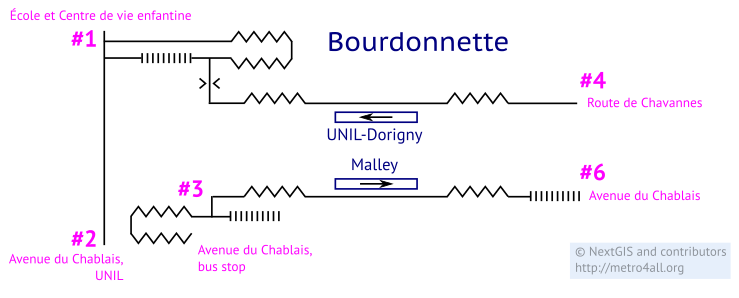 École et Centre de vie enfantine
#1
Bourdonnette
#4
Route de Chavannes
UNIL-Dorigny
Malley
#3
#6
Avenue du Chablais
#2
Avenue du Chablais,
UNIL
Avenue du Chablais,
bus stop
© NextGIS and contributors
http://metro4all.org